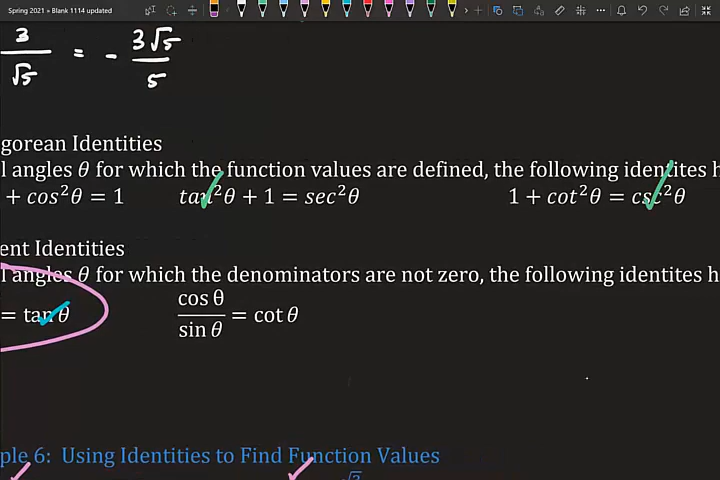 Spring 2021 » Blank 1114 updated
3/√5 = - 3√5/5
gorean Identities
l angles θ for which the function values are defined, the following identites h
+ cos²θ = 1 tan²θ + 1 = sec²θ 1 + cot²θ = csc²θ
ent Identities
l angles θ for which the denominators are not zero, the following identites h
= tan θ cos θ/sin θ = cot θ
ple 6: Using Identities to Find Function Values